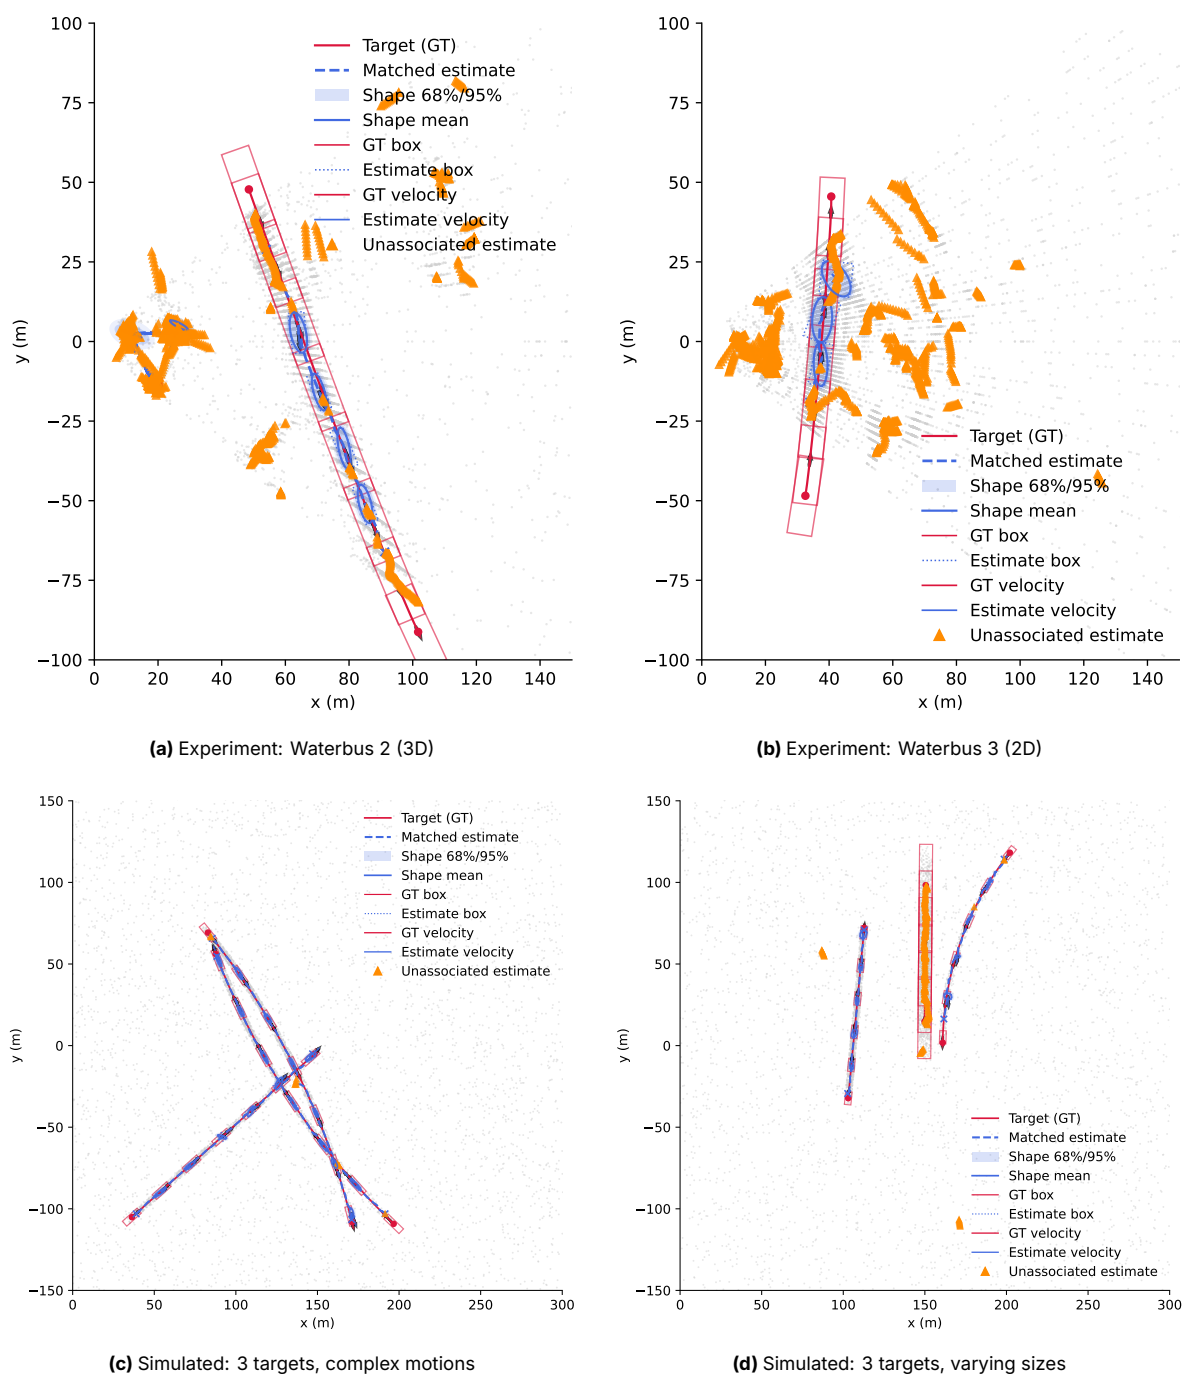 100
75
50
25
0
−25
−50
−75
−100
y (m)
0 20 40 60 80 100 120 140
x (m)
Target (GT)
Matched estimate
Shape 68%/95%
Shape mean
GT box
Estimate box
GT velocity
Estimate velocity
Unassociated estimate
(a) Experiment: Waterbus 2 (3D)
100
75
50
25
0
−25
−50
−75
−100
y (m)
0 20 40 60 80 100 120 140
x (m)
Target (GT)
Matched estimate
Shape 68%/95%
Shape mean
GT box
Estimate box
GT velocity
Estimate velocity
Unassociated estimate
(b) Experiment: Waterbus 3 (2D)
150
100
50
0
−50
−100
−150
y (m)
0 50 100 150 200 250 300
x (m)
Target (GT)
Matched estimate
Shape 68%/95%
Shape mean
GT box
Estimate box
GT velocity
Estimate velocity
Unassociated estimate
(c) Simulated: 3 targets, complex motions
150
100
50
0
−50
−100
−150
y (m)
0 50 100 150 200 250 300
x (m)
Target (GT)
Matched estimate
Shape 68%/95%
Shape mean
GT box
Estimate box
GT velocity
Estimate velocity
Unassociated estimate
(d) Simulated: 3 targets, varying sizes